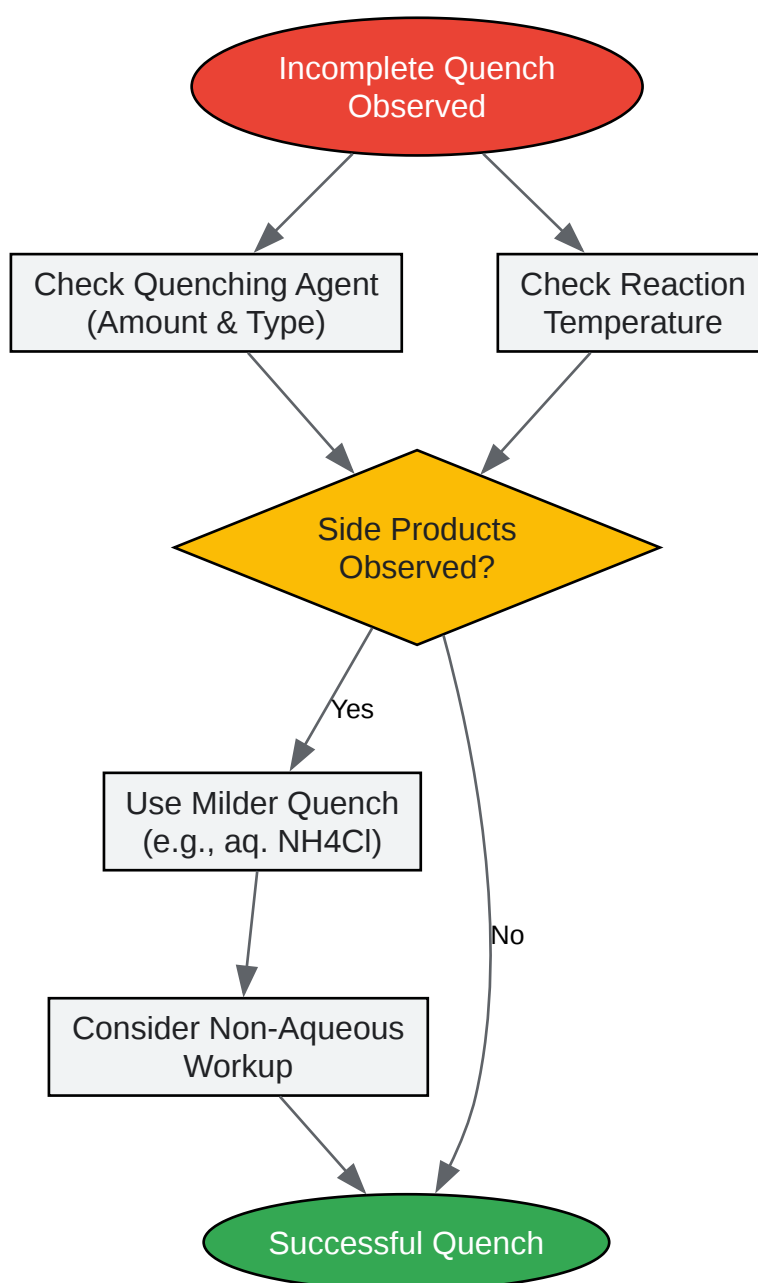 Incomplete Quench
Observed
Check Quenching Agent
(Amount & Type)
Check Reaction
Temperature
Side Products
Observed?
Yes
Use Milder Quench
(e.g., aq. NH4Cl)
No
Consider Non-Aqueous
Workup
Successful Quench